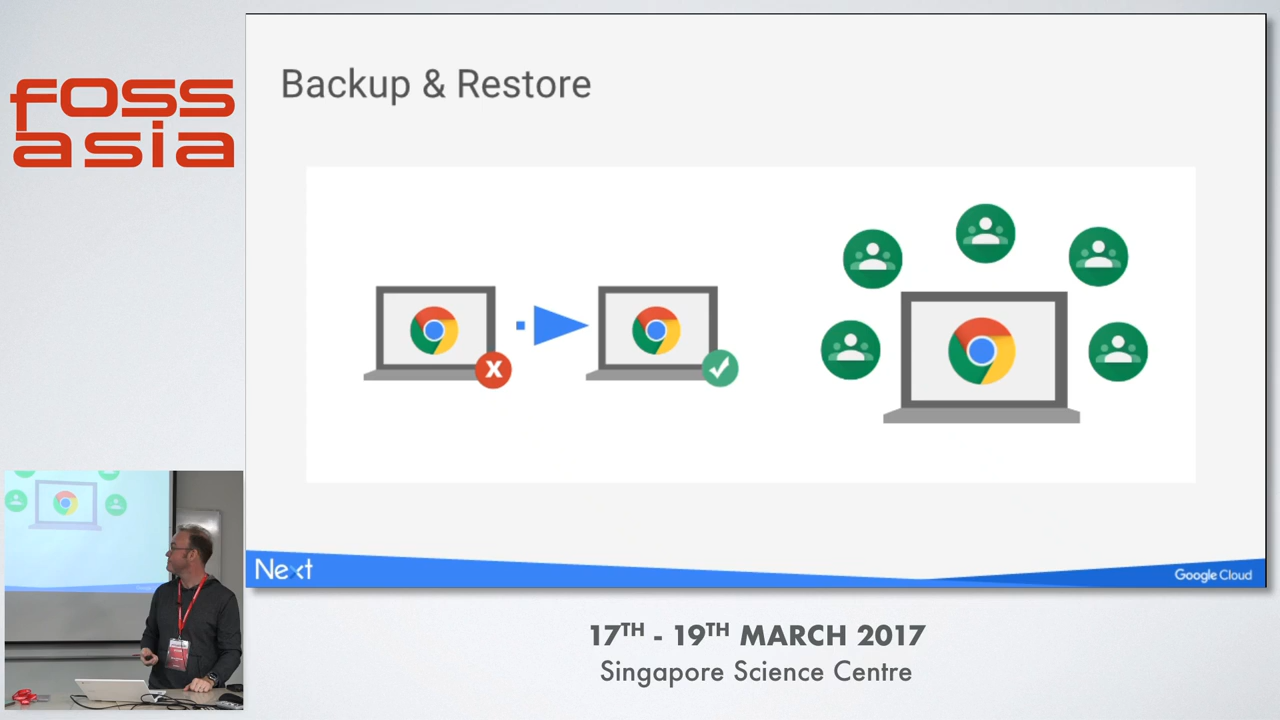 foss
asia
Backup & Restore
X
Next
Google Cloud
17TH - 19TH MARCH 2017
Singapore Science Centre